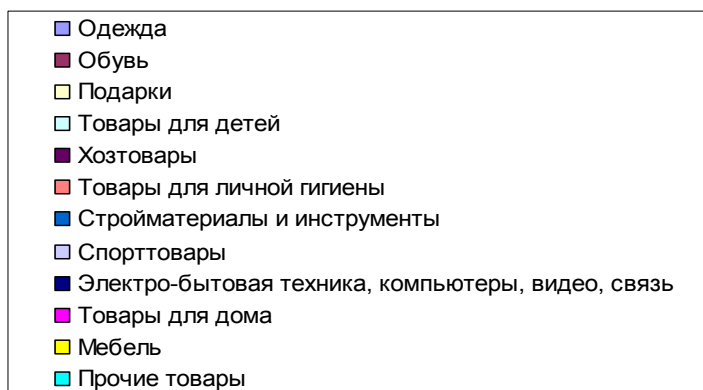 Одежда
Обувь
Подарки
Товары для детей
Хозтовары
Товары для личной гигиены
Стройматериалы и инструменты
Спорттовары
Электро-бытовая техника, компьютеры, видео, связь
Товары для дома
Мебель
Прочие товары